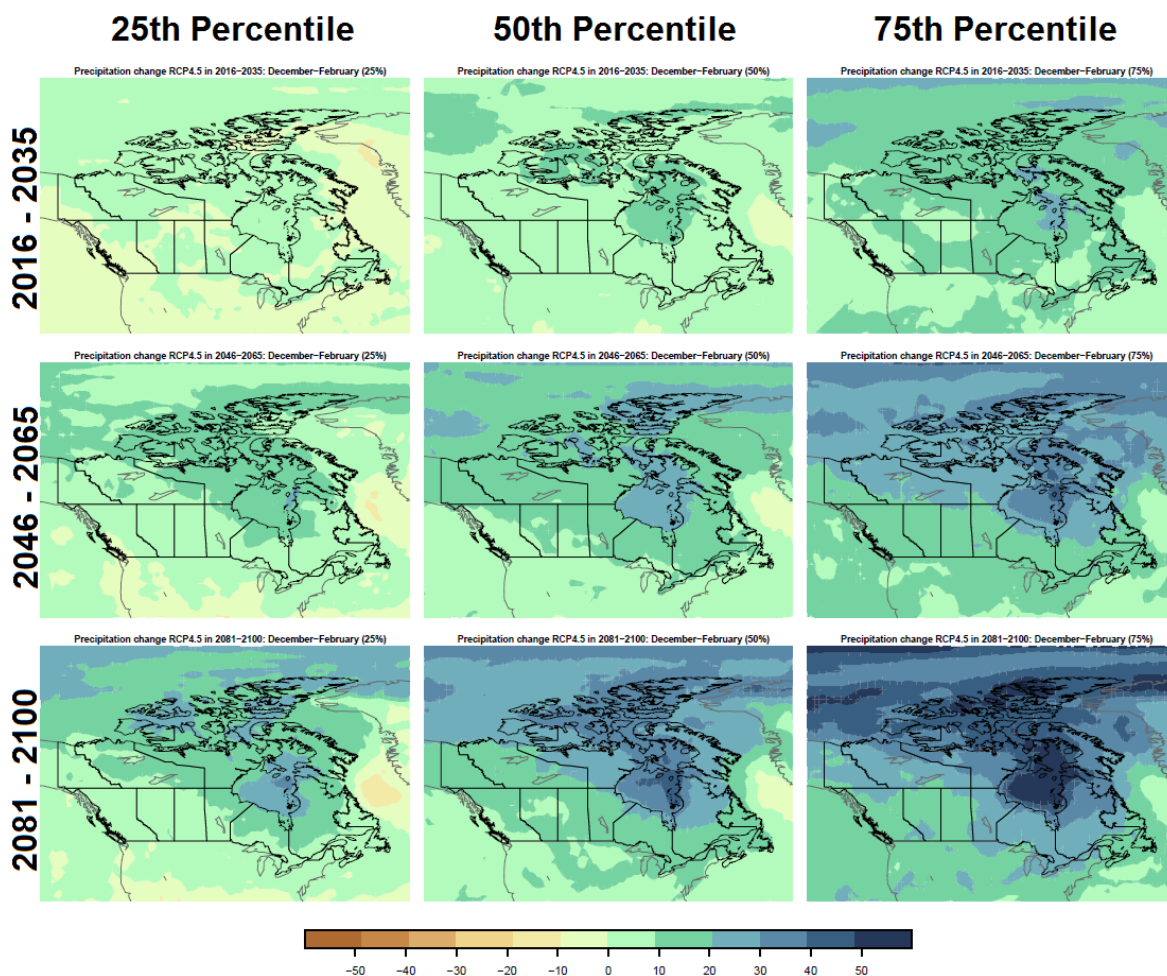 25th Percentile 50th Percentile 75th Percentile
2016 - 2035
Precipitation change RCP4.5 in 2016−2035: December−February (25%)
Precipitation change RCP4.5 in 2016−2035: December−February (50%)
Precipitation change RCP4.5 in 2016−2035: December−February (75%)
2046 - 2065
Precipitation change RCP4.5 in 2046−2065: December−February (25%)
Precipitation change RCP4.5 in 2046−2065: December−February (50%)
Precipitation change RCP4.5 in 2046−2065: December−February (75%)
2081 - 2100
Precipitation change RCP4.5 in 2081−2100: December−February (25%)
Precipitation change RCP4.5 in 2081−2100: December−February (50%)
Precipitation change RCP4.5 in 2081−2100: December−February (75%)
−50 −40 −30 −20 −10 0 10 20 30 40 50